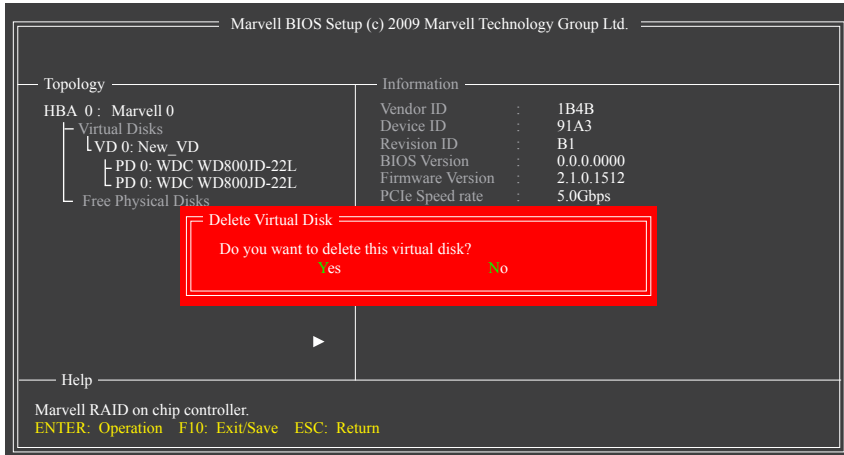 Marvell BIOS Setup (c) 2009 Marvell Technology Group Ltd.
Topology
HBA 0 : Marvell 0
Virtual Disks
VD 0: New_VD
PD 0: WDC WD800JD-22L
PD 0: WDC WD800JD-22L
Free Physical Disks
Information
Vendor ID : 1B4B
Device ID : 91A3
Revision ID : B1
BIOS Version : 0.0.0.0000
Firmware Version : 2.1.0.1512
PCIe Speed rate : 5.0Gbps
Delete Virtual Disk
Do you want to delete this virtual disk?
Yes No
Help
Marvell RAID on chip controller.
ENTER: Operation F10: Exit/Save ESC: Return